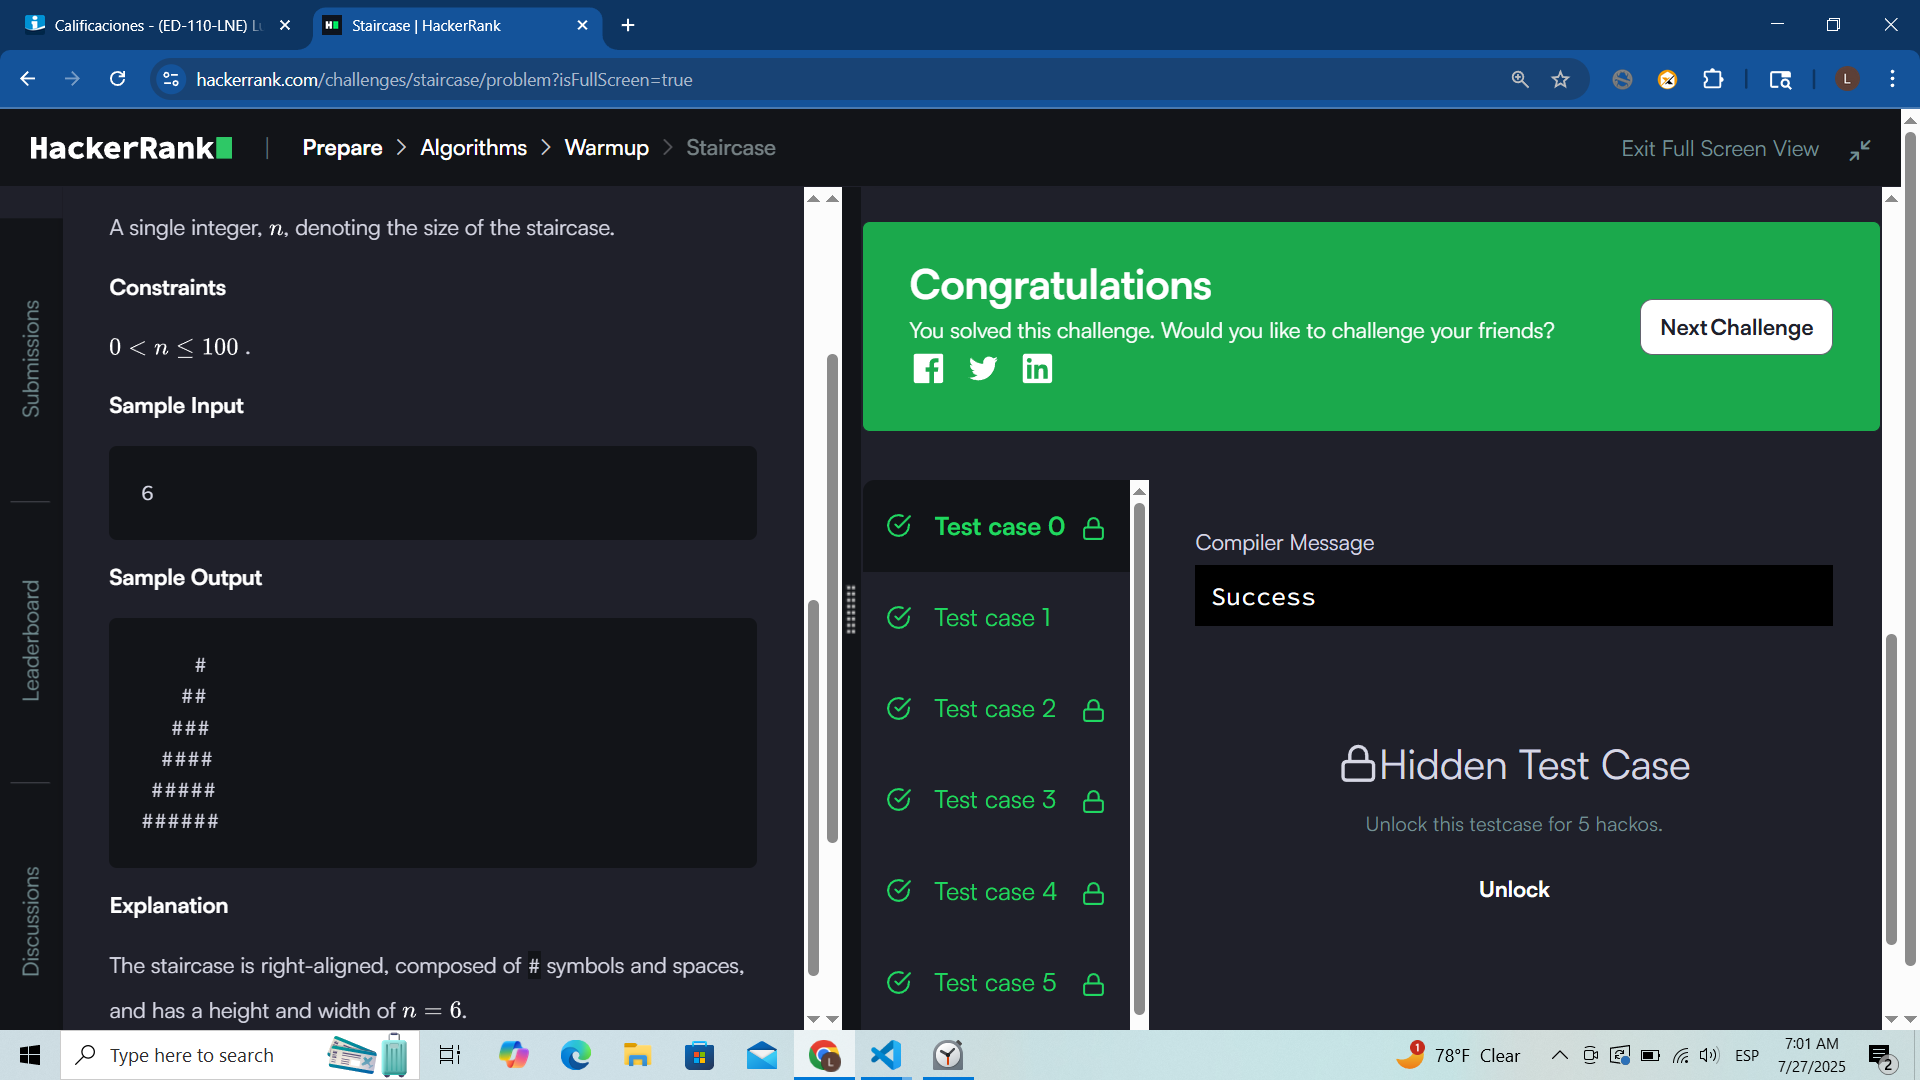 Calificaciones - (ED-110-LNE) L
Staircase | HackerRank
hackerrank.com/challenges/staircase/problem?isFullScreen=true
L
HackerRank
Prepare > Algorithms > Warmup > Staircase
Exit Full Screen View
Submissions
Leaderboard
Discussions
A single integer, n, denoting the size of the staircase.
Constraints
0 < n ≤ 100 .
Sample Input
6
Sample Output
     #
    ##
   ###
  ####
 #####
######
Explanation
The staircase is right-aligned, composed of # symbols and spaces,
and has a height and width of n = 6.
Congratulations
You solved this challenge. Would you like to challenge your friends?
Next Challenge
Test case 0
Test case 1
Test case 2
Test case 3
Test case 4
Test case 5
Compiler Message
Success
Hidden Test Case
Unlock this testcase for 5 hackos.
Unlock
Type here to search
L
1
78°F Clear
ESP
7:01 AM
7/27/2025
2